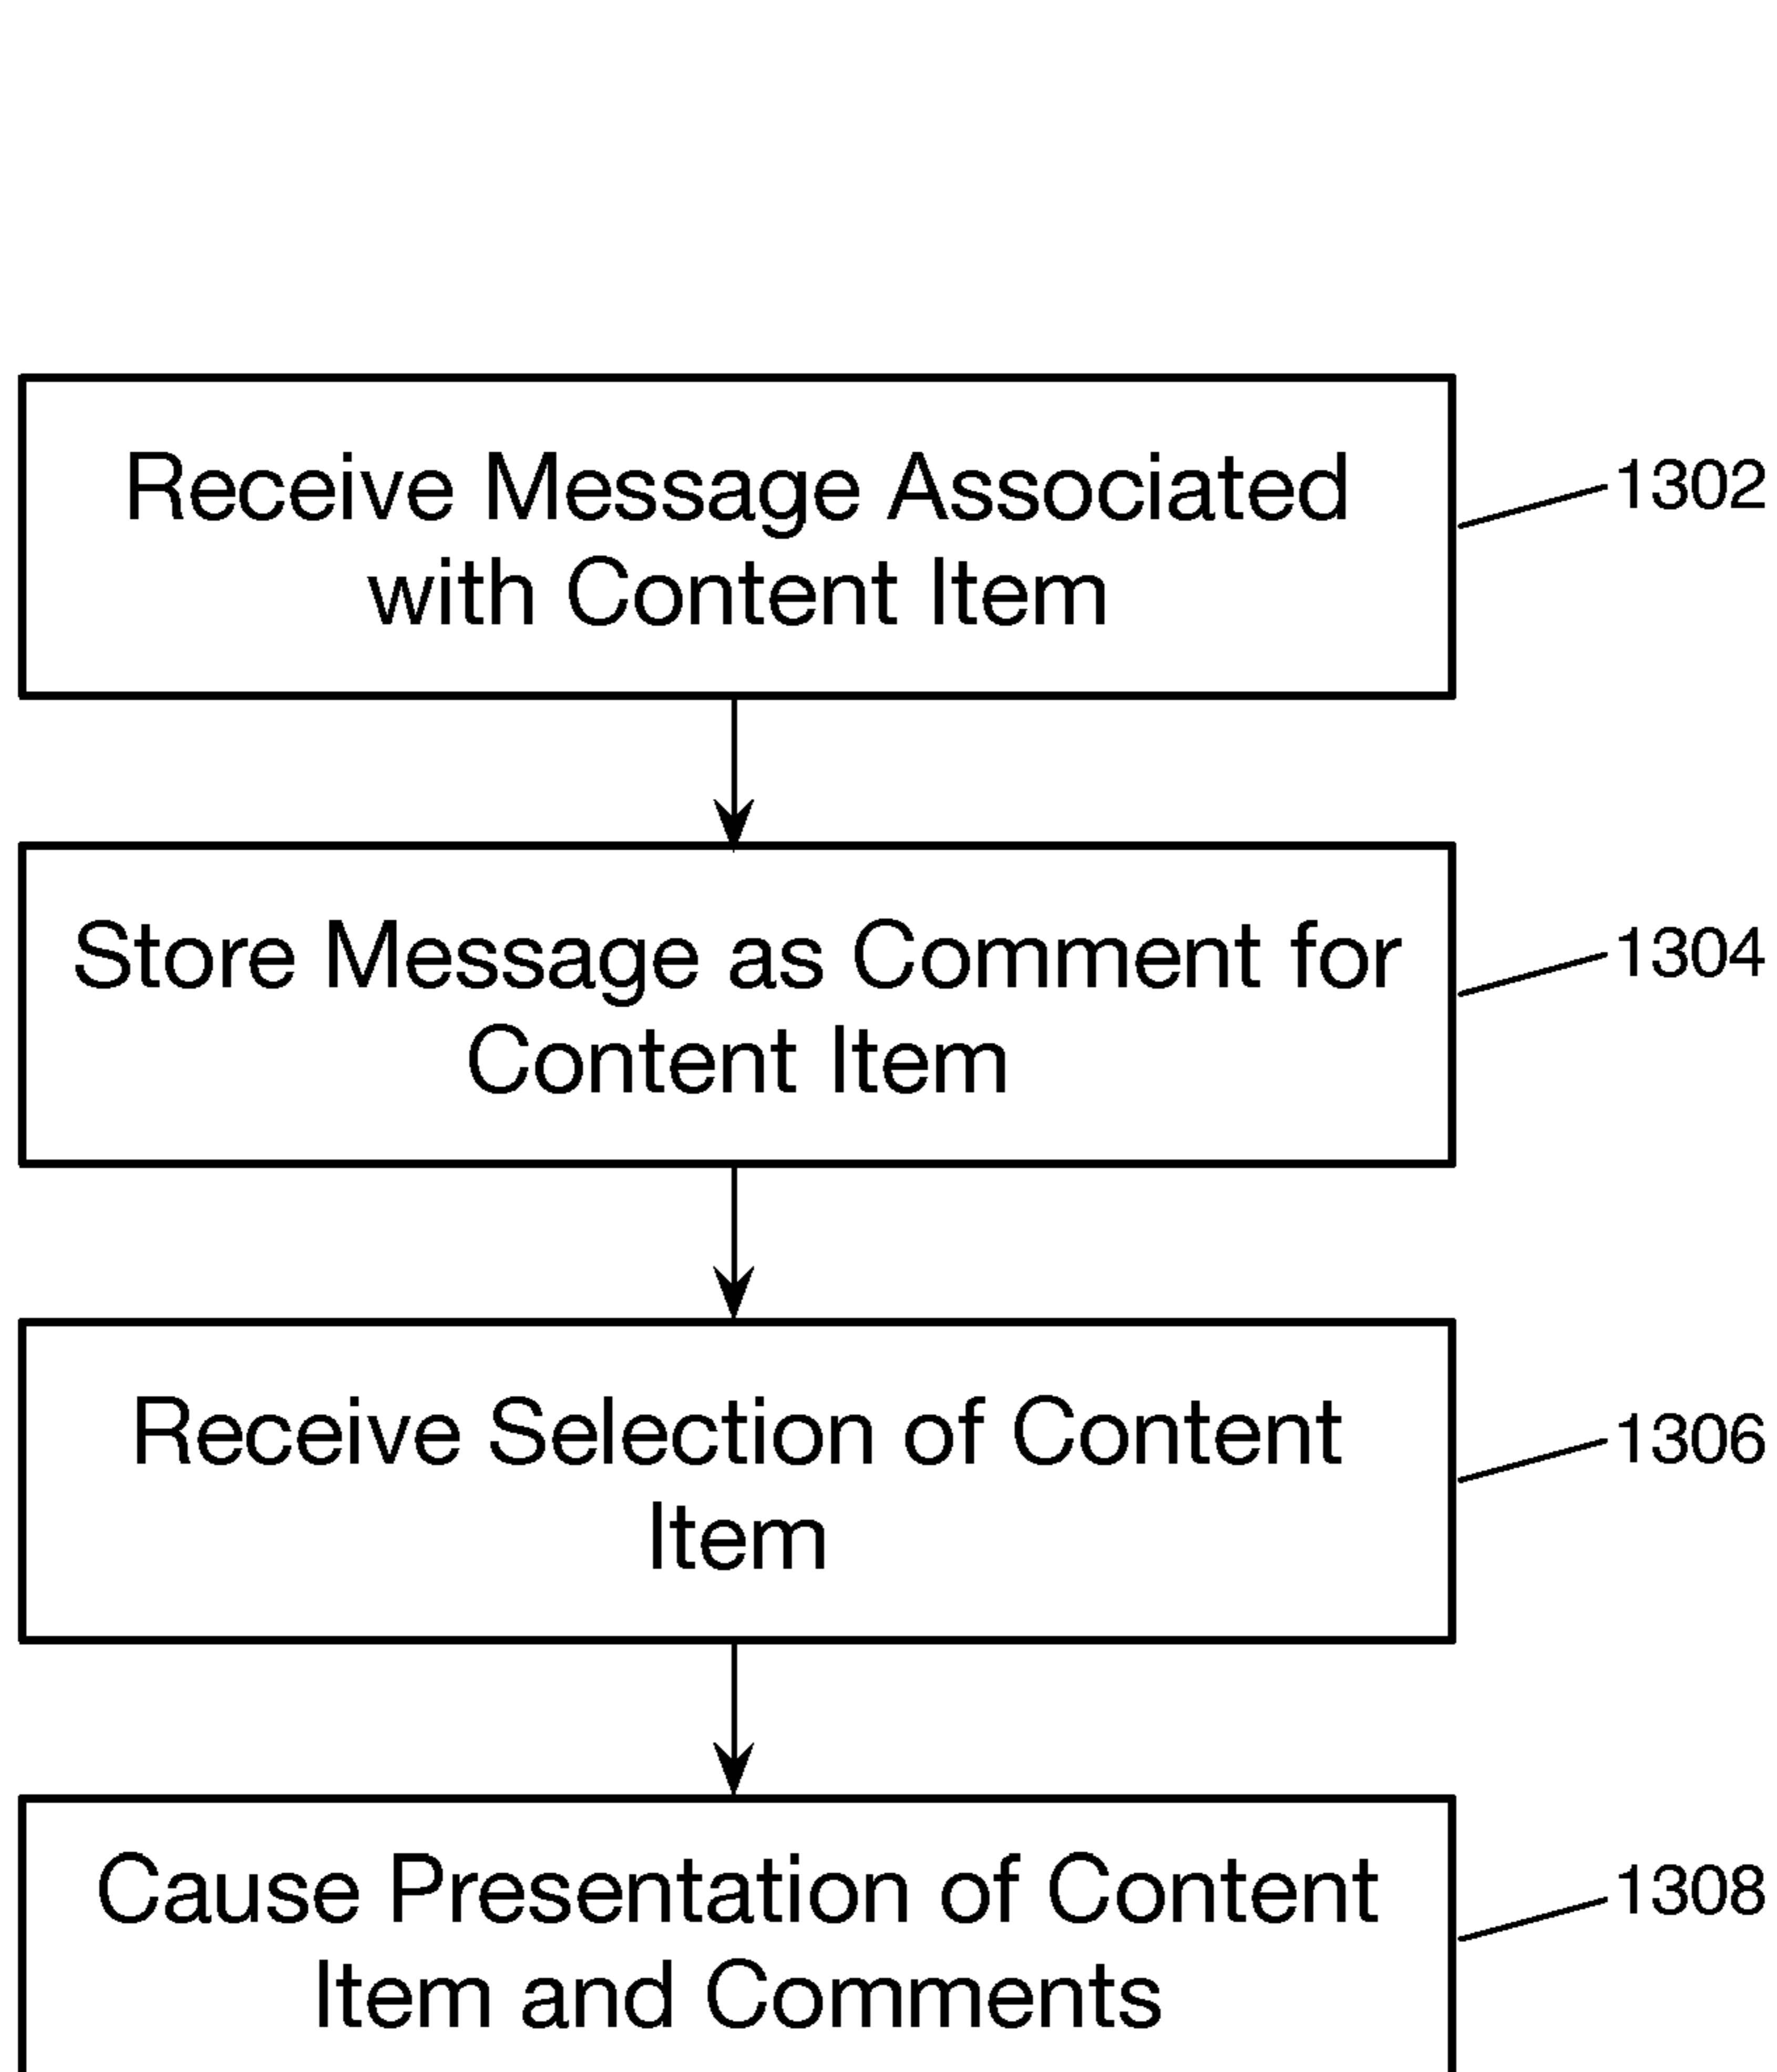 Receive Message Associated
with Content Item
1302
Store Message as Comment for
Content Item
1304
Receive Selection of Content
Item
1306
Cause Presentation of Content
Item and Comments
1308